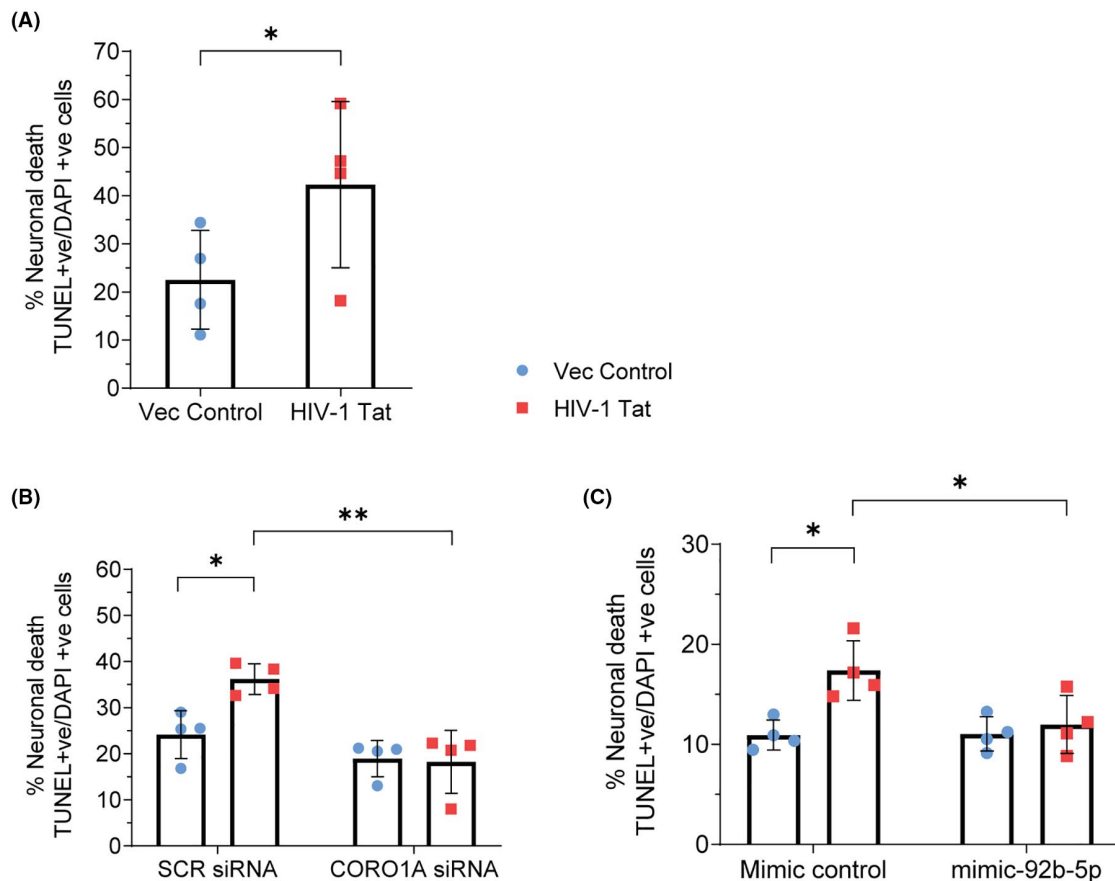 (A)
*
% Neuronal death
TUNEL+ve/DAPI +ve cells
70
60
50
40
30
20
10
0
Vec Control
HIV-1 Tat
Vec Control
HIV-1 Tat
(B)
**
*
% Neuronal death
TUNEL+ve/DAPI +ve cells
60
50
40
30
20
10
0
SCR siRNA
CORO1A siRNA
(C)
*
*
% Neuronal death
TUNEL+ve/DAPI +ve cells
30
20
10
0
Mimic control
mimic-92b-5p